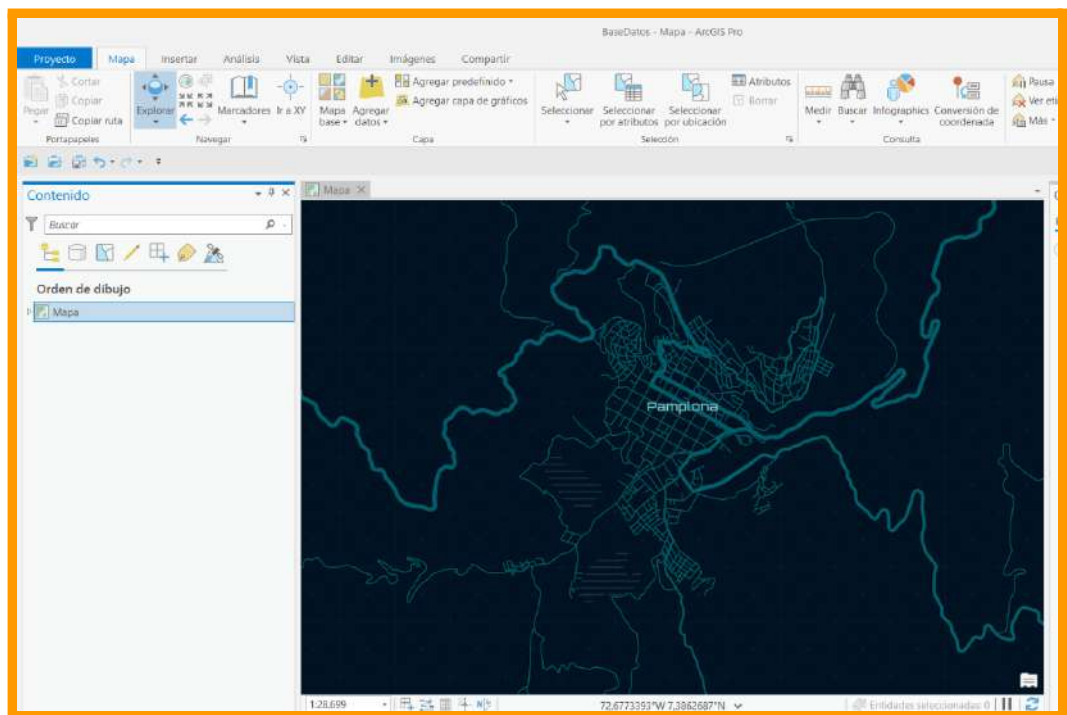 BaseDatos - Mapa - ArcGIS Pro
Proyecto Mapa Insertar Análisis Vista Editar Imágenes Compartir
Pegar
Cortar
Copiar
Copiar ruta
Portapapeles
Explorar
Marcadores
Ir a XY
Navegar
Mapa base
Agregar datos
Agregar predefinido
Agregar capa de gráficos
Capa
Seleccionar
Seleccionar por atributos
Seleccionar por ubicación
Atributos
Borrar
Selección
Medir
Buscar
Infographics
Conversión de coordenada
Consulta
Pausa
Ver eti
Más
Contenido
Buscar
Orden de dibujo
Mapa
Mapa
Pamplona
1:28.699
72,6773393°W 7,3862687°N
Entidades seleccionadas: 0